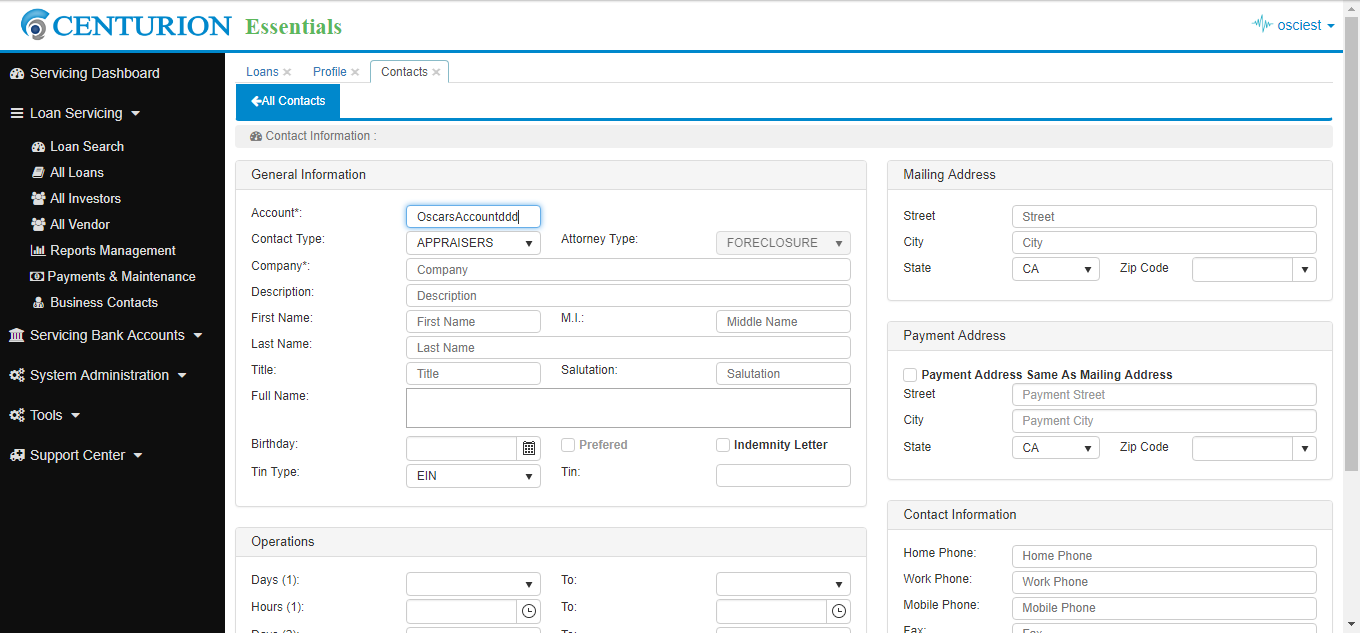 CENTURION Essentials
osciest
Servicing Dashboard
Loan Servicing
Loan Search
All Loans
All Investors
All Vendor
Reports Management
Payments & Maintenance
Business Contacts
Servicing Bank Accounts
System Administration
Tools
Support Center
Loans Profile Contacts
All Contacts
Contact Information :
General Information
Account*: OscarsAccountddd
Contact Type: APPRAISERS Attorney Type: FORECLOSURE
Company*: Company
Description: Description
First Name: First Name M.I.: Middle Name
Last Name: Last Name
Title: Title Salutation: Salutation
Full Name:
Birthday: Prefered Indemnity Letter
Tin Type: EIN Tin:
Operations
Days (1): To:
Hours (1): To:
Days (2): To:
Mailing Address
Street Street
City City
State CA Zip Code
Payment Address
Payment Address Same As Mailing Address
Street Payment Street
City Payment City
State CA Zip Code
Contact Information
Home Phone: Home Phone
Work Phone: Work Phone
Mobile Phone: Mobile Phone
Fax: Fax